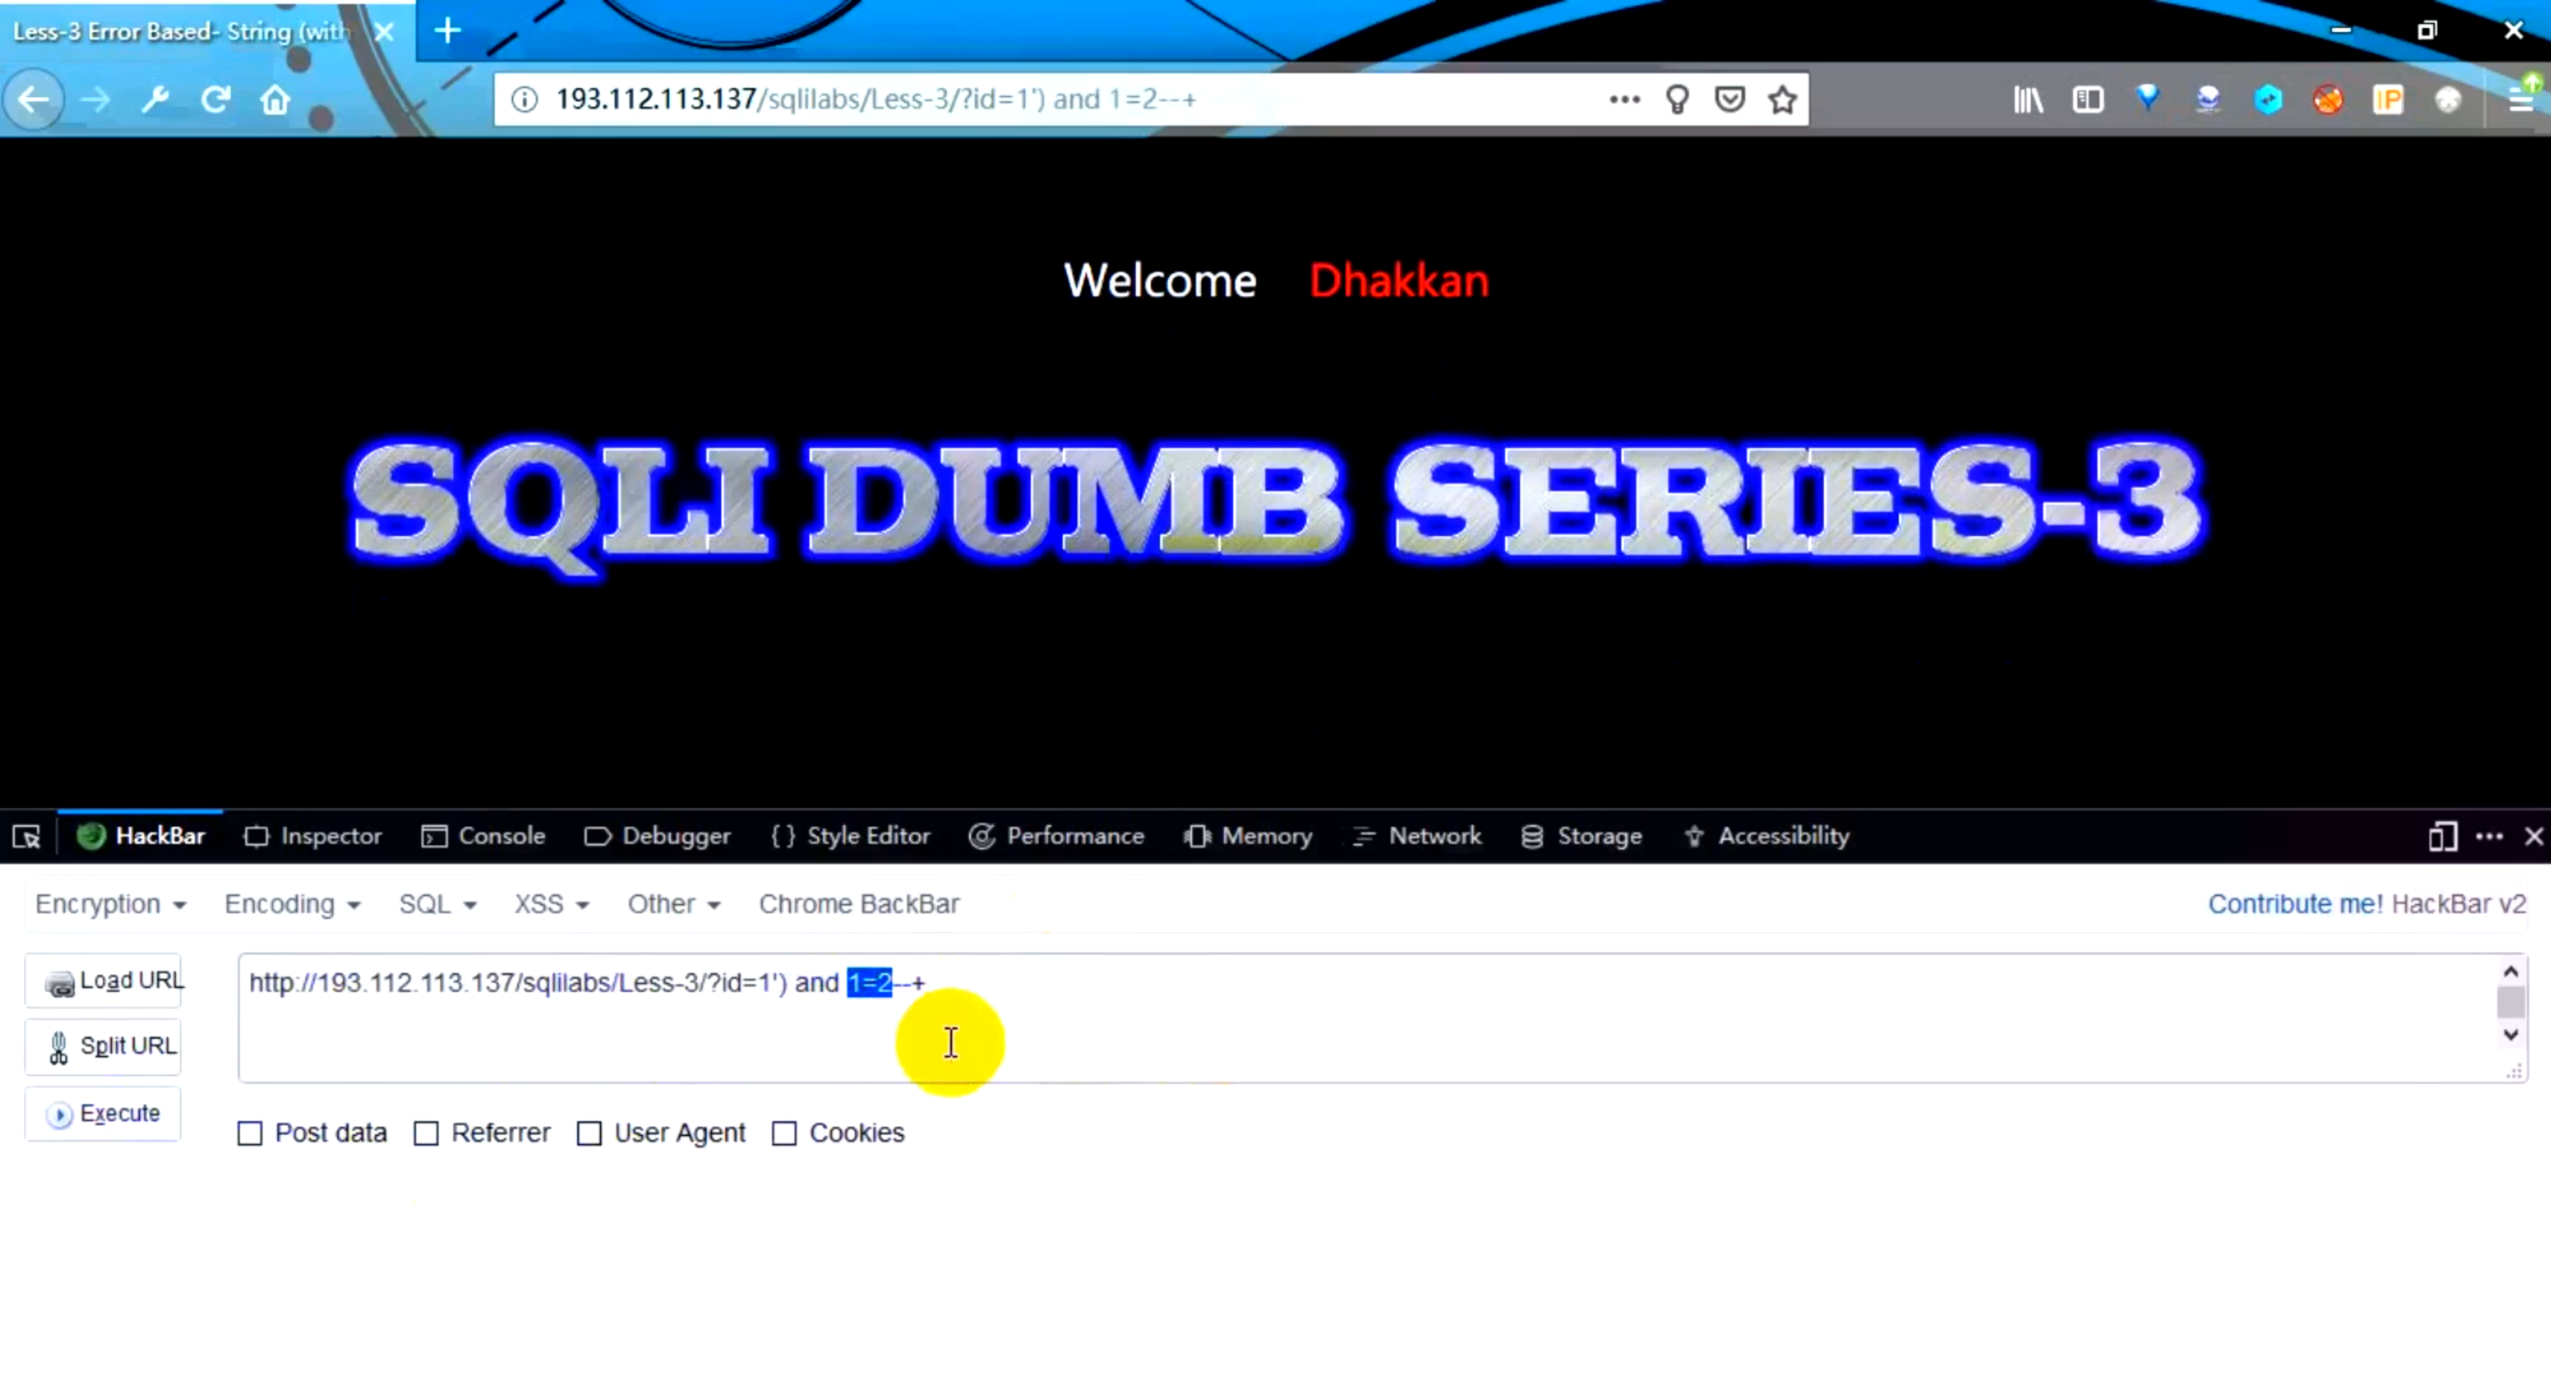 Less-3 Error Based- String (with
193.112.113.137/sqlilabs/Less-3/?id=1') and 1=2--+
IP
Welcome Dhakkan
SQLI DUMB SERIES-3
HackBar Inspector Console Debugger { } Style Editor Performance Memory Network Storage Accessibility
Encryption Encoding SQL XSS Other Chrome BackBar Contribute me! HackBar v2
Load URL
http://193.112.113.137/sqlilabs/Less-3/?id=1') and 1=2--+
Split URL
Execute
Post data Referrer User Agent Cookies